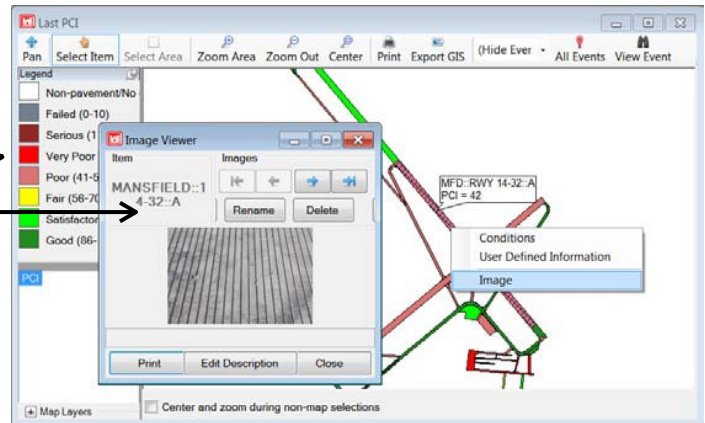 Last PCI
Pan Select Item Select Area Zoom Area Zoom Out Center Print Export GIS (Hide Ever All Events View Event
Legend
Non-pavement/No
Failed (0-10)
Serious (1
Very Poor
Poor (41-5
Fair (56-70
Satisfactor
Good (86-
PCI
Map Layers
Image Viewer
Item Images
MANSFIELD::1
4-32::A
Rename Delete
Print Edit Description Close
MFD::RWY 14-32::A
PCI = 42
Conditions
User Defined Information
Image
Center and zoom during non-map selections